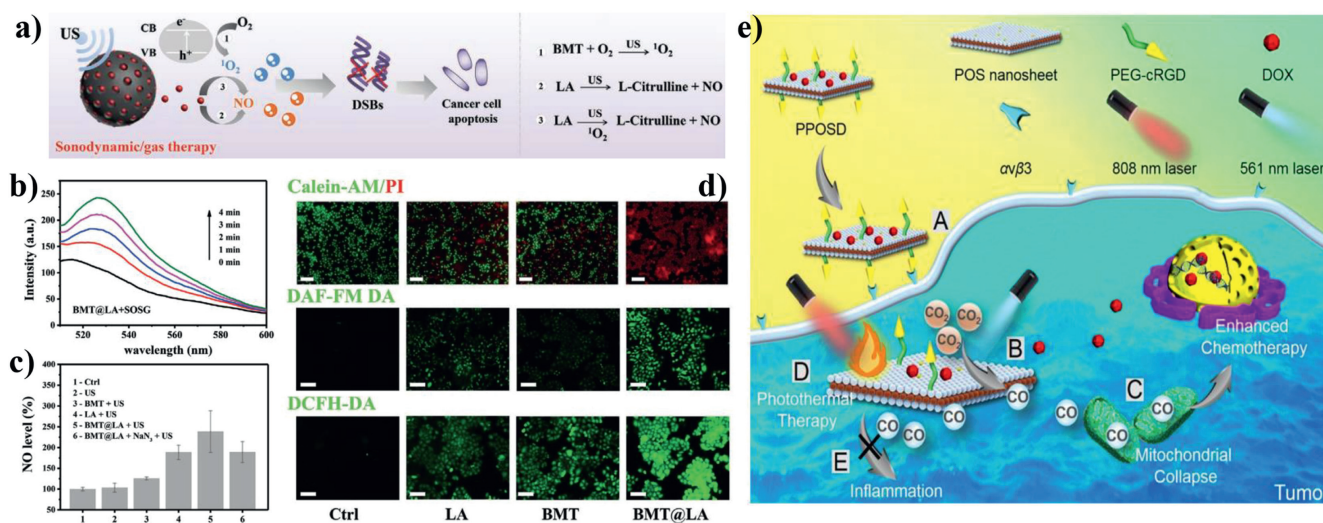 a)
US
CB
e⁻
O₂
VB
h⁺
1
¹O₂
3
NO
2
DSBs
Cancer cell
apoptosis
Sonodynamic/gas therapy
1 BMT + O₂ US ¹O₂
2 LA US L-Citrulline + NO
3 LA US ¹O₂ L-Citrulline + NO
b)
Intensity (a.u.)
250
200
150
100
50
0
4 min
3 min
2 min
1 min
0 min
BMT@LA+SOSG
520 540 560 580 600
wavelength (nm)
c)
NO level (%)
400
350
300
250
200
150
100
50
1 - Ctrl
2 - US
3 - BMT + US
4 - LA + US
5 - BMT@LA + US
6 - BMT@LA + NaN₃ + US
1 2 3 4 5 6
d)
Calein-AM/PI
DAF-FM DA
DCFH-DA
Ctrl LA BMT BMT@LA
e)
PPOSD
POS nanosheet
PEG-cRGD
DOX
αvβ3
808 nm laser
561 nm laser
A
CO₂
CO₂
CO₂
B
D
Photothermal
Therapy
CO
CO
CO
CO
CO
CO
CO
C
Mitochondrial
Collapse
Enhanced
Chemotherapy
E
Inflammation
Tumo